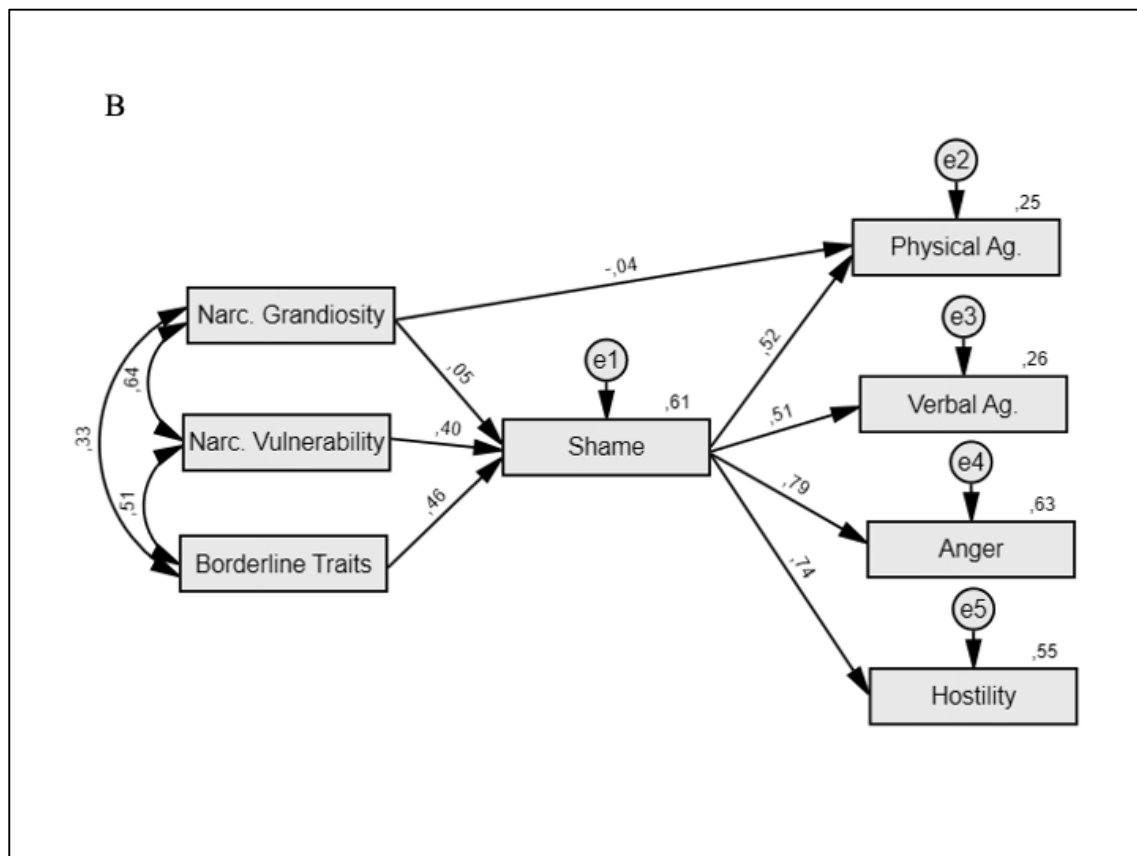 B
e2
,25
Physical Ag.
-,04
Narc. Grandiosity
e3
,52
,26
,64
,05
e1
Verbal Ag.
,61
,51
,33
Narc. Vulnerability
,40
Shame
e4
,79
,63
,51
,46
Anger
Borderline Traits
,74
e5
,55
Hostility